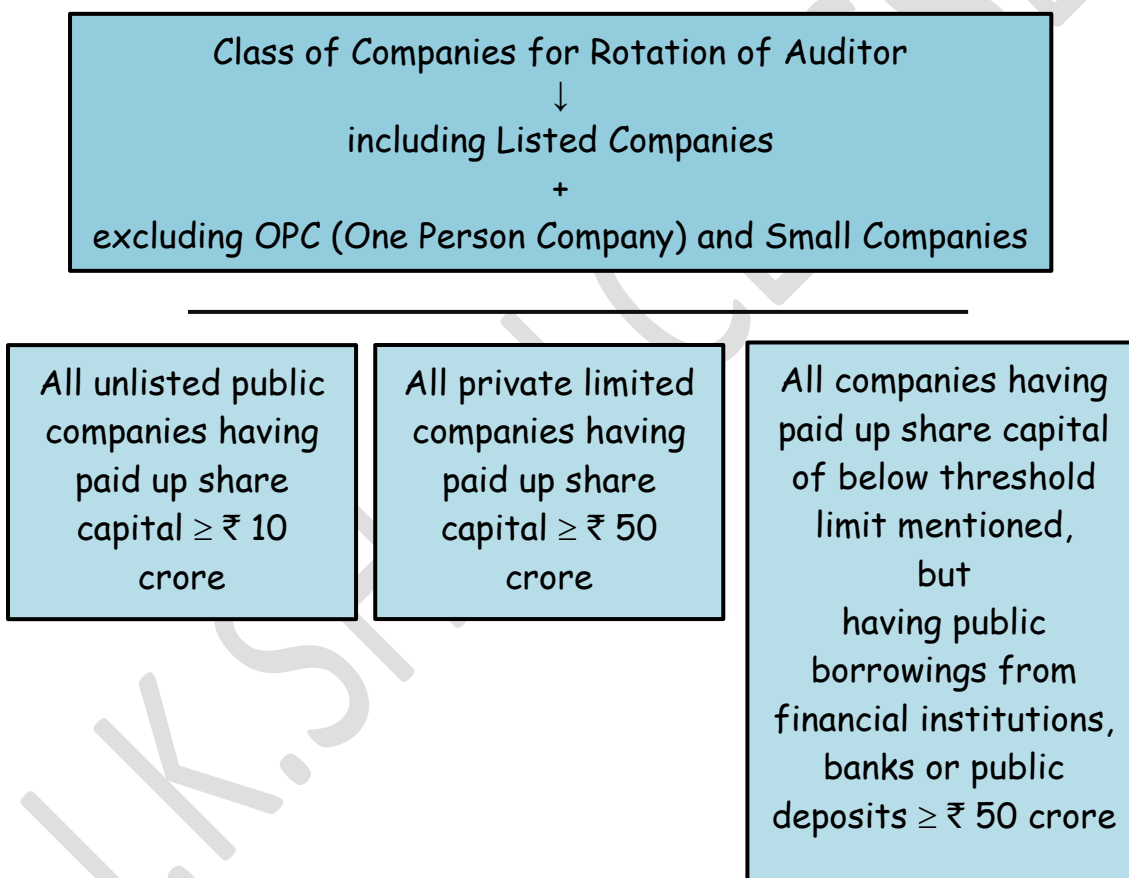 Class of Companies for Rotation of Auditor
↓
including Listed Companies
+
excluding OPC (One Person Company) and Small Companies
All unlisted public
companies having
paid up share
capital ≥ ₹ 10
crore
All private limited
companies having
paid up share
capital ≥ ₹ 50
crore
All companies having
paid up share capital
of below threshold
limit mentioned,
but
having public
borrowings from
financial institutions,
banks or public
deposits ≥ ₹ 50 crore